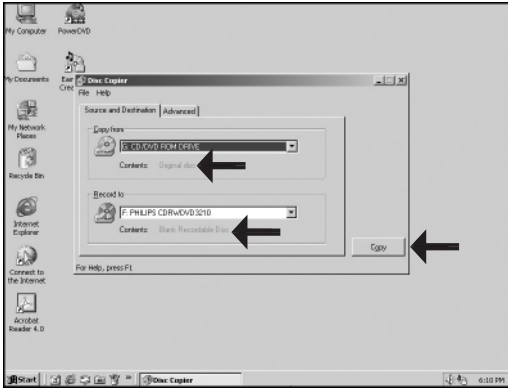 My Computer
PowerDVD
My Documents
Disc Copier
File Help
Source and Destination Advanced
Copy from
G: CD/DVD ROM DRIVE
Contents: Original disc
My Network
Places
Recycle Bin
Record to
F: PHILIPS CDRWDVD3210
Contents: Blank Recordable Disc
Internet
Explorer
Copy
Connect to
the Internet
For Help, press F1
Acrobat
Reader 4.0
Start
Disc Copier
6:10 PM